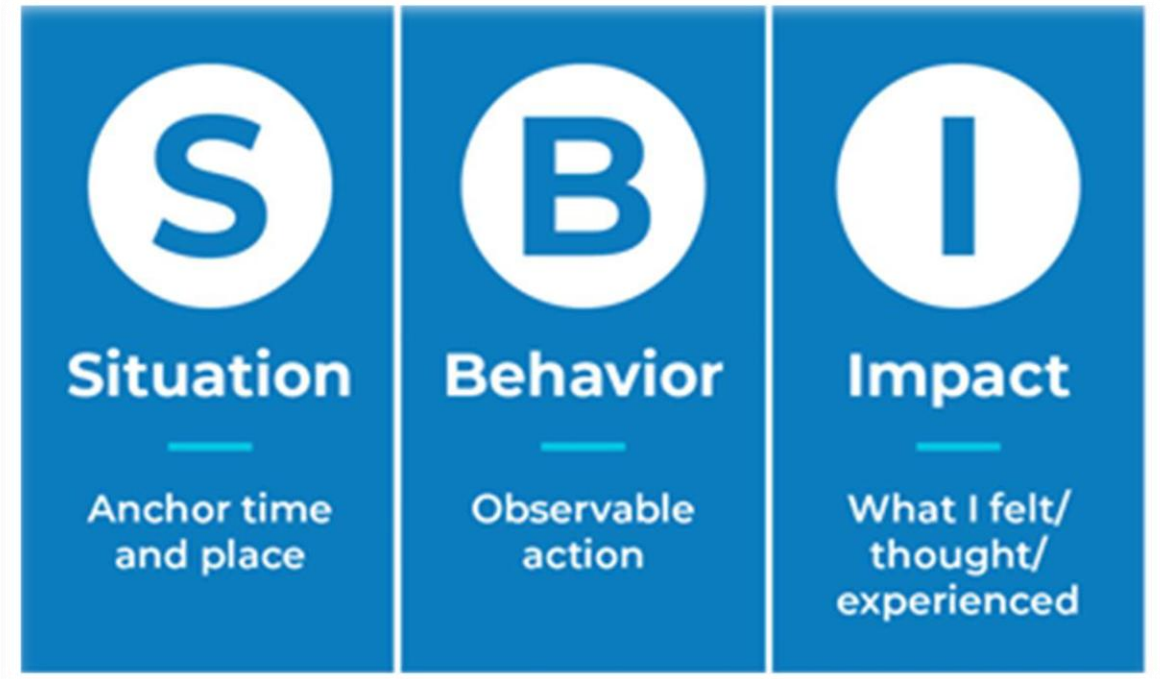 S
Situation
Anchor time
and place
B
Behavior
Observable
action
I
Impact
What I felt/
thought/
experienced